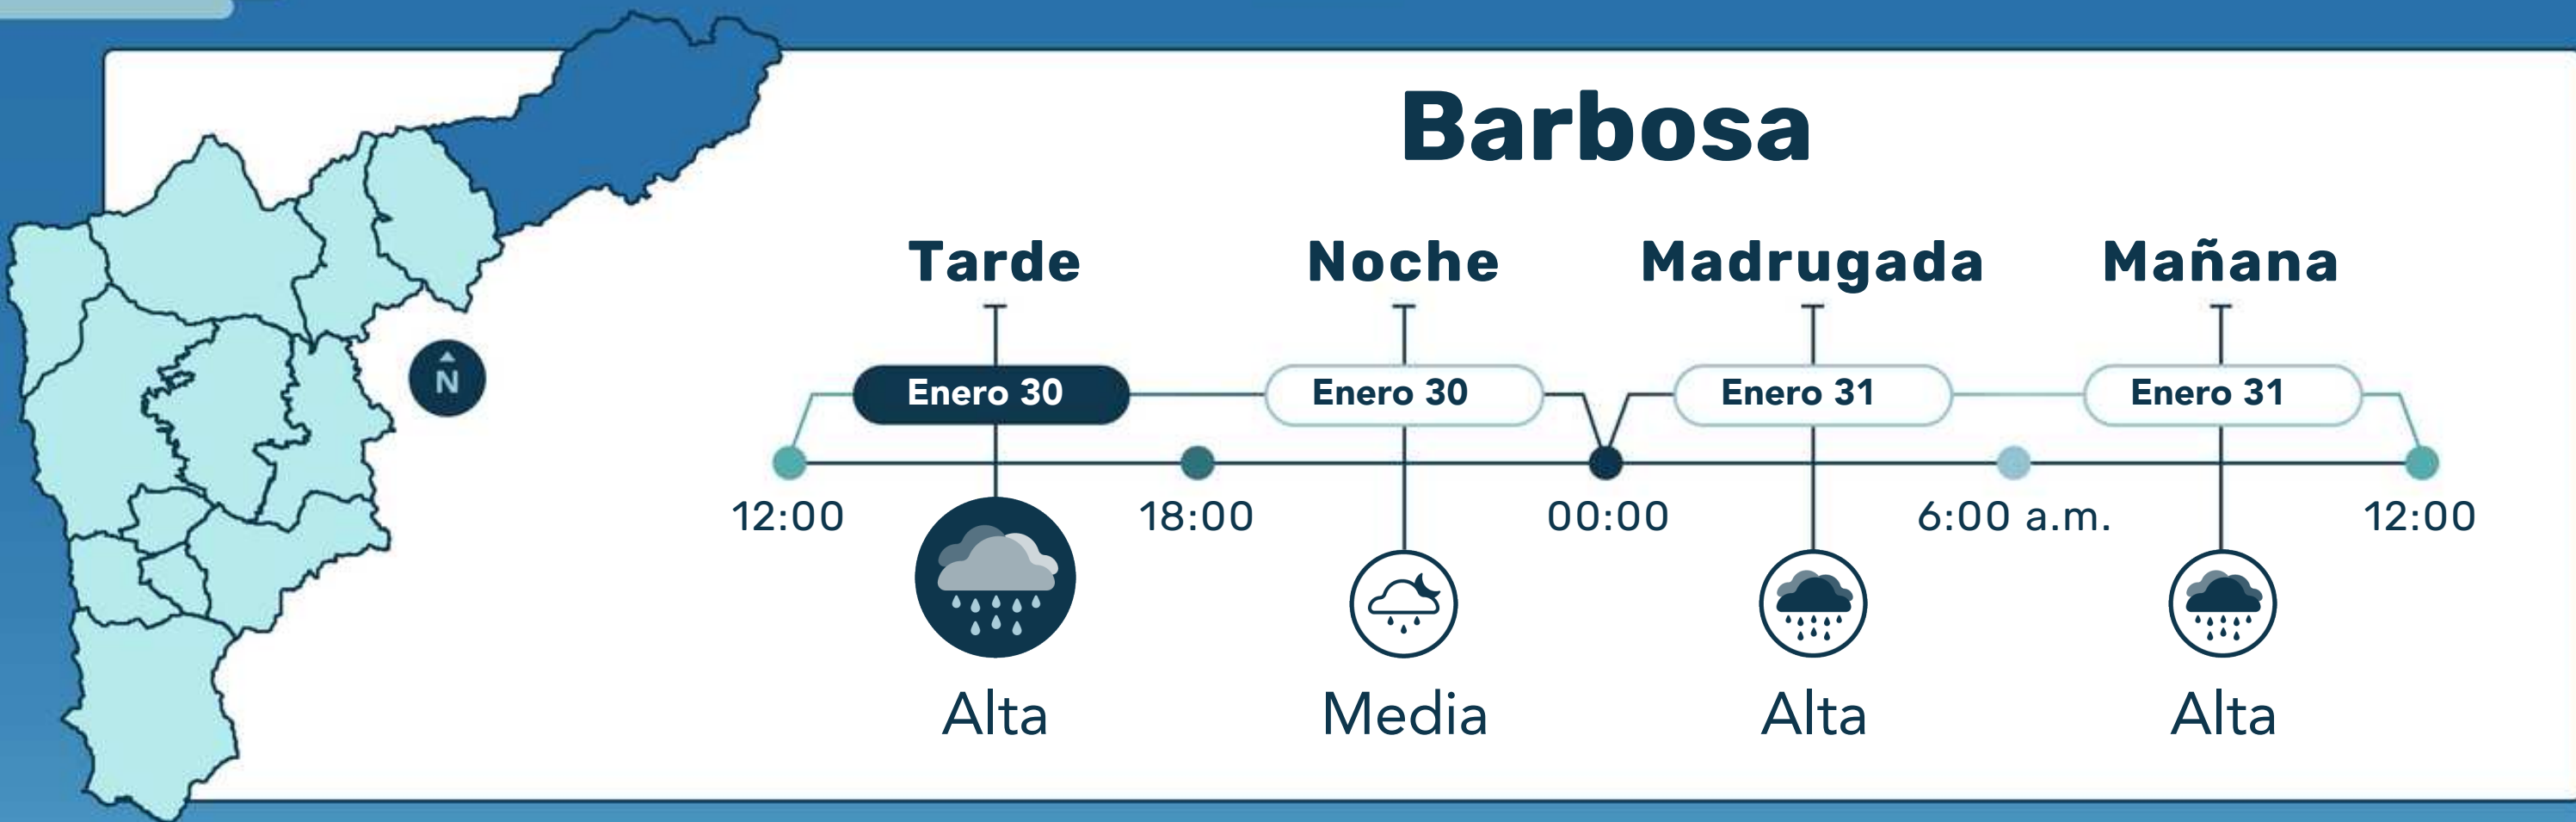 Barbosa
Tarde Noche Madrugada Mañana
Enero 30 Enero 30 Enero 31 Enero 31
N
12:00 18:00 00:00 6:00 a.m. 12:00
Alta Media Alta Alta